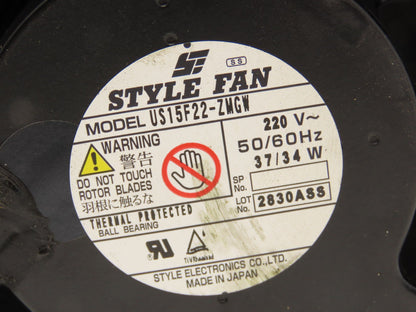 SS
STYLE FAN
MODEL US15F22-ZMGW
WARNING
警告
DO NOT TOUCH
ROTOR BLADES
羽根に触るな
THERMAL PROTECTED
BALL BEARING
220 V~
50/60Hz
37/34 W
SP
No.
LOT
No. 2830ASS
STYLE ELECTRONICS CO.,LTD.
MADE IN JAPAN